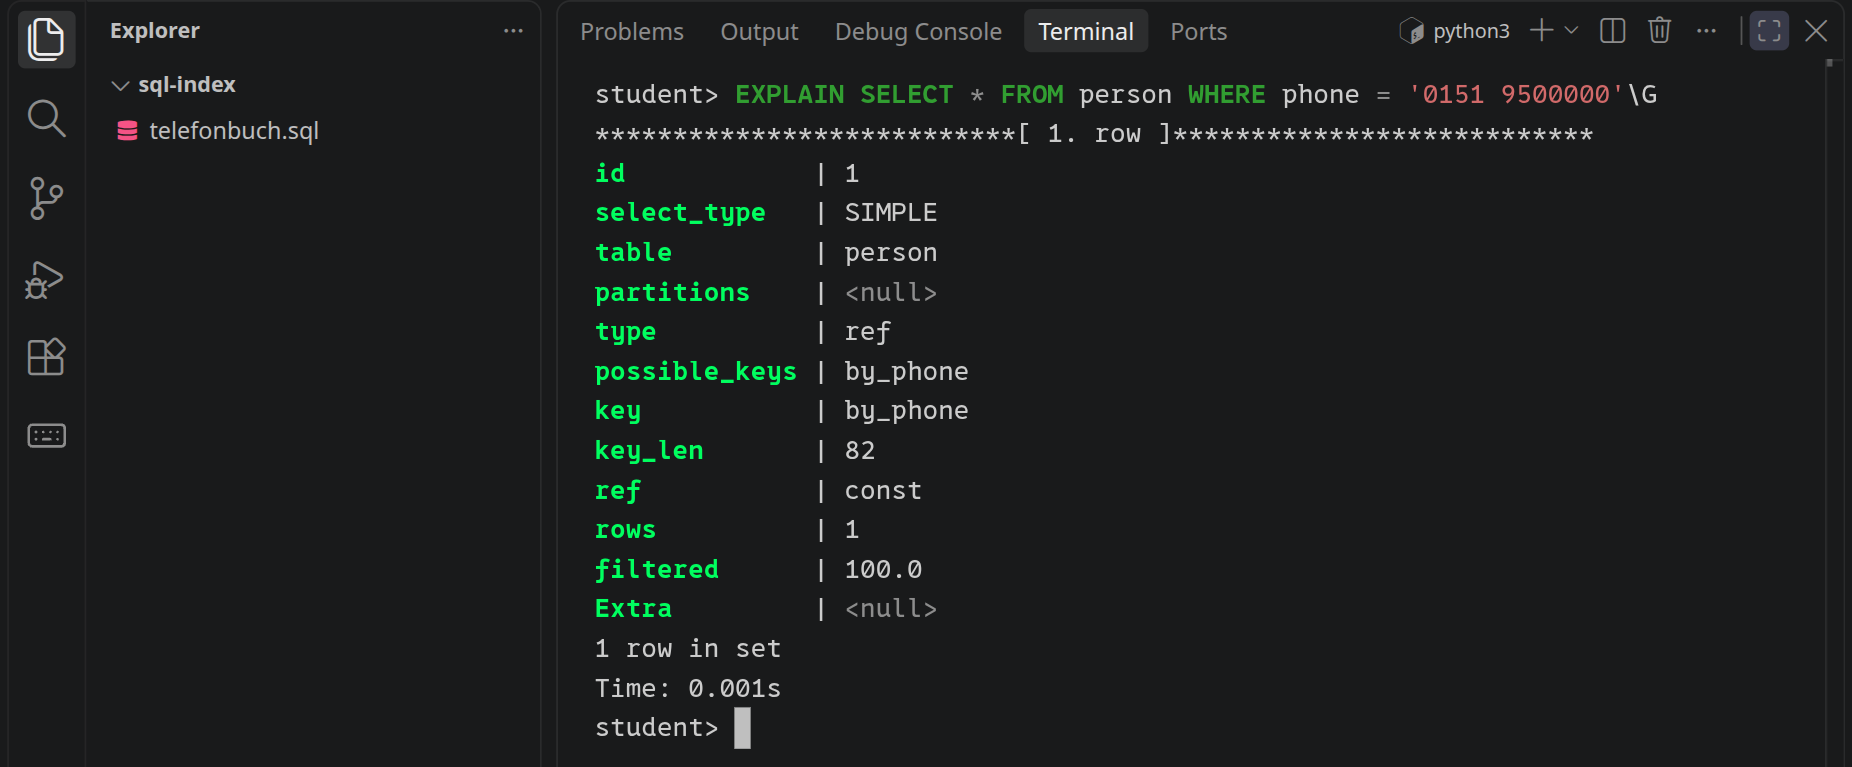 Explorer
sql-index
telefonbuch.sql
Problems Output Debug Console Terminal Ports python3
student> EXPLAIN SELECT * FROM person WHERE phone = '0151 9500000'\G
***************************[ 1. row ]***************************
id | 1
select_type | SIMPLE
table | person
partitions | <null>
type | ref
possible_keys | by_phone
key | by_phone
key_len | 82
ref | const
rows | 1
filtered | 100.0
Extra | <null>
1 row in set
Time: 0.001s
student>